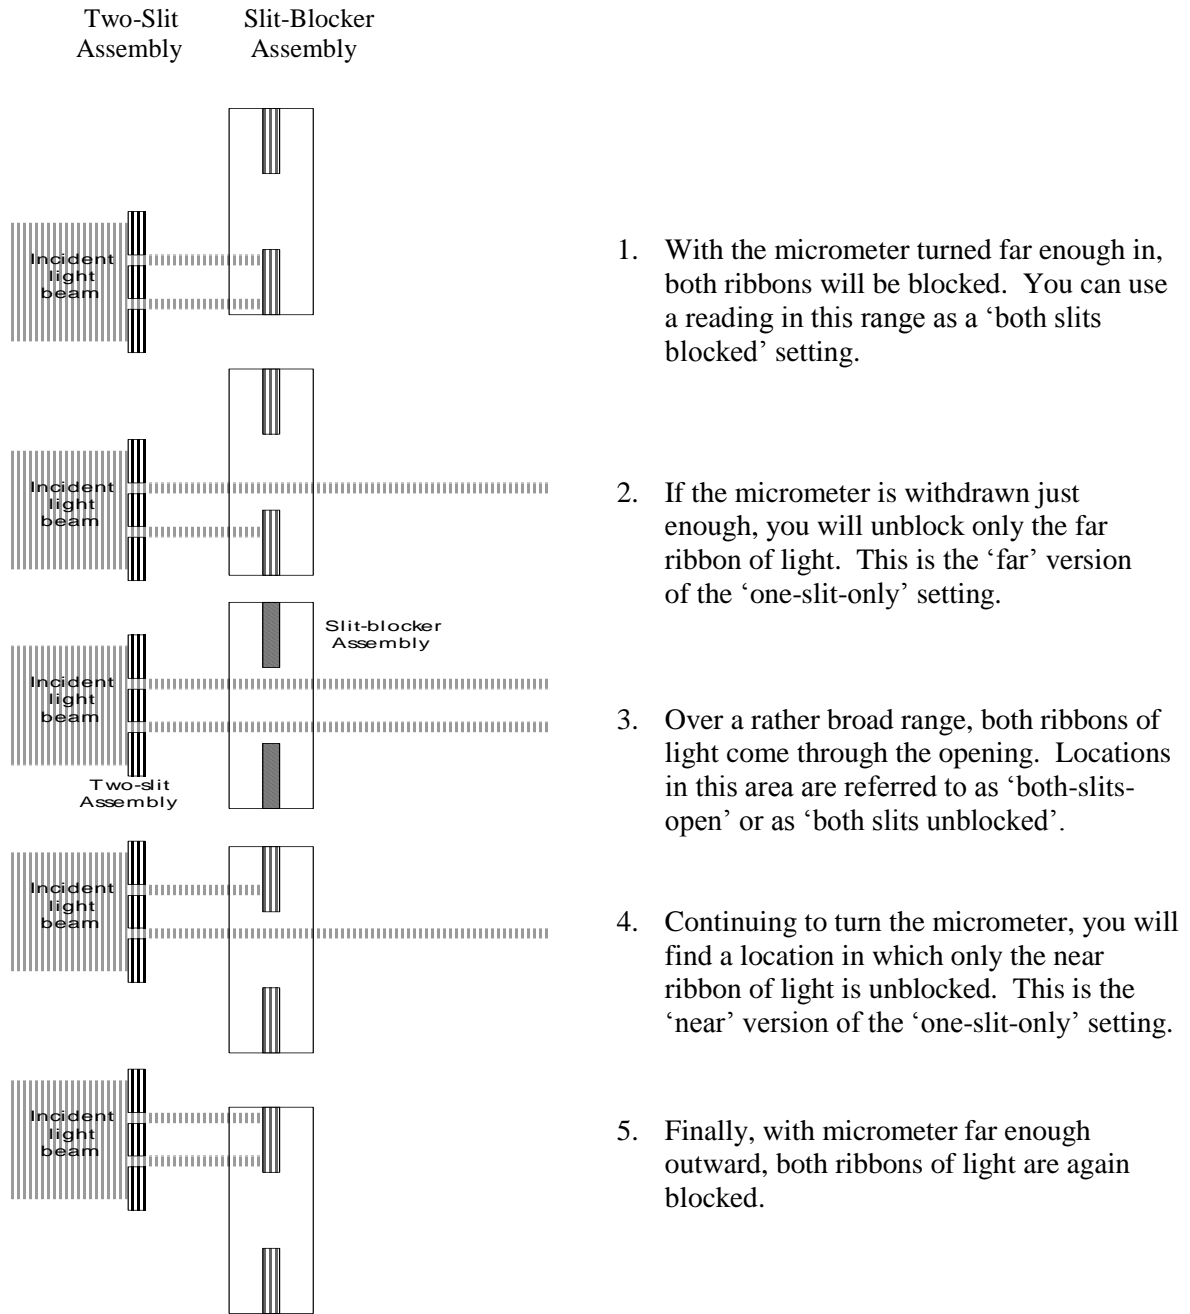 Two-Slit Assembly
Slit-Blocker Assembly
Incident
light
beam
1. With the micrometer turned far enough in,
both ribbons will be blocked. You can use
a reading in this range as a ‘both slits
blocked’ setting.
Incident
light
beam
2. If the micrometer is withdrawn just
enough, you will unblock only the far
ribbon of light. This is the ‘far’ version
of the ‘one-slit-only’ setting.
Slit-blocker
Assembly
Incident
light
beam
Two-slit
Assembly
3. Over a rather broad range, both ribbons of
light come through the opening. Locations
in this area are referred to as ‘both-slits-
open’ or as ‘both slits unblocked’.
Incident
light
beam
4. Continuing to turn the micrometer, you will
find a location in which only the near
ribbon of light is unblocked. This is the
‘near’ version of the ‘one-slit-only’ setting.
Incident
light
beam
5. Finally, with micrometer far enough
outward, both ribbons of light are again
blocked.